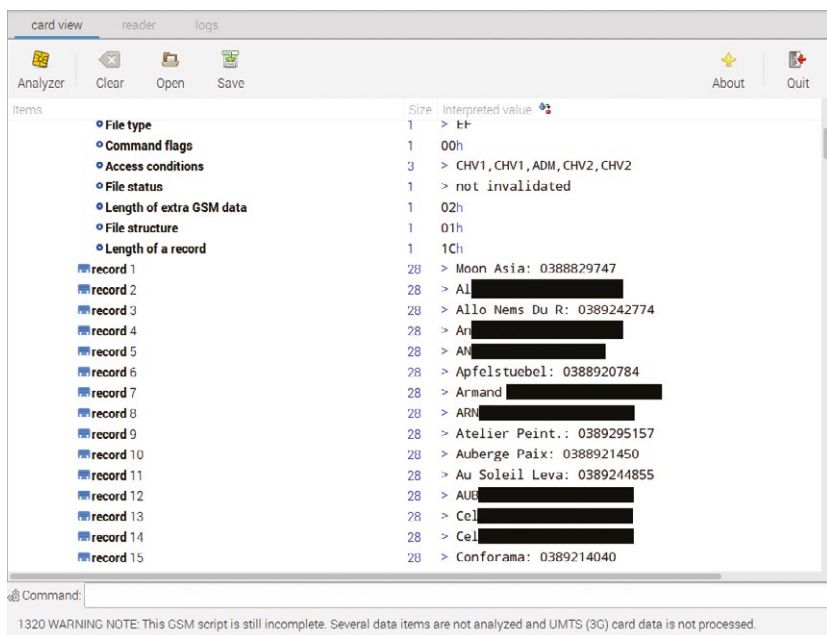 card view reader logs
Analyzer Clear Open Save About Quit
Items Size Interpreted value
File type 1 > EF
Command flags 1 00h
Access conditions 3 > CHV1,CHV1,ADM,CHV2,CHV2
File status 1 > not invalidated
Length of extra GSM data 1 02h
File structure 1 01h
Length of a record 1 1Ch
record 1 28 > Moon Asia: 0388829747
record 2 28 > Al
record 3 28 > Allo Nems Du R: 0389242774
record 4 28 > An
record 5 28 > AN
record 6 28 > Apfelstuebel: 0388920784
record 7 28 > Armand
record 8 28 > ARN
record 9 28 > Atelier Peint.: 0389295157
record 10 28 > Auberge Paix: 0388921450
record 11 28 > Au Soleil Leva: 0389244855
record 12 28 > AUB
record 13 28 > Cel
record 14 28 > Cel
record 15 28 > Conforama: 0389214040
Command:
1320 WARNING NOTE: This GSM script is still incomplete. Several data items are not analyzed and UMTS (3G) card data is not processed.